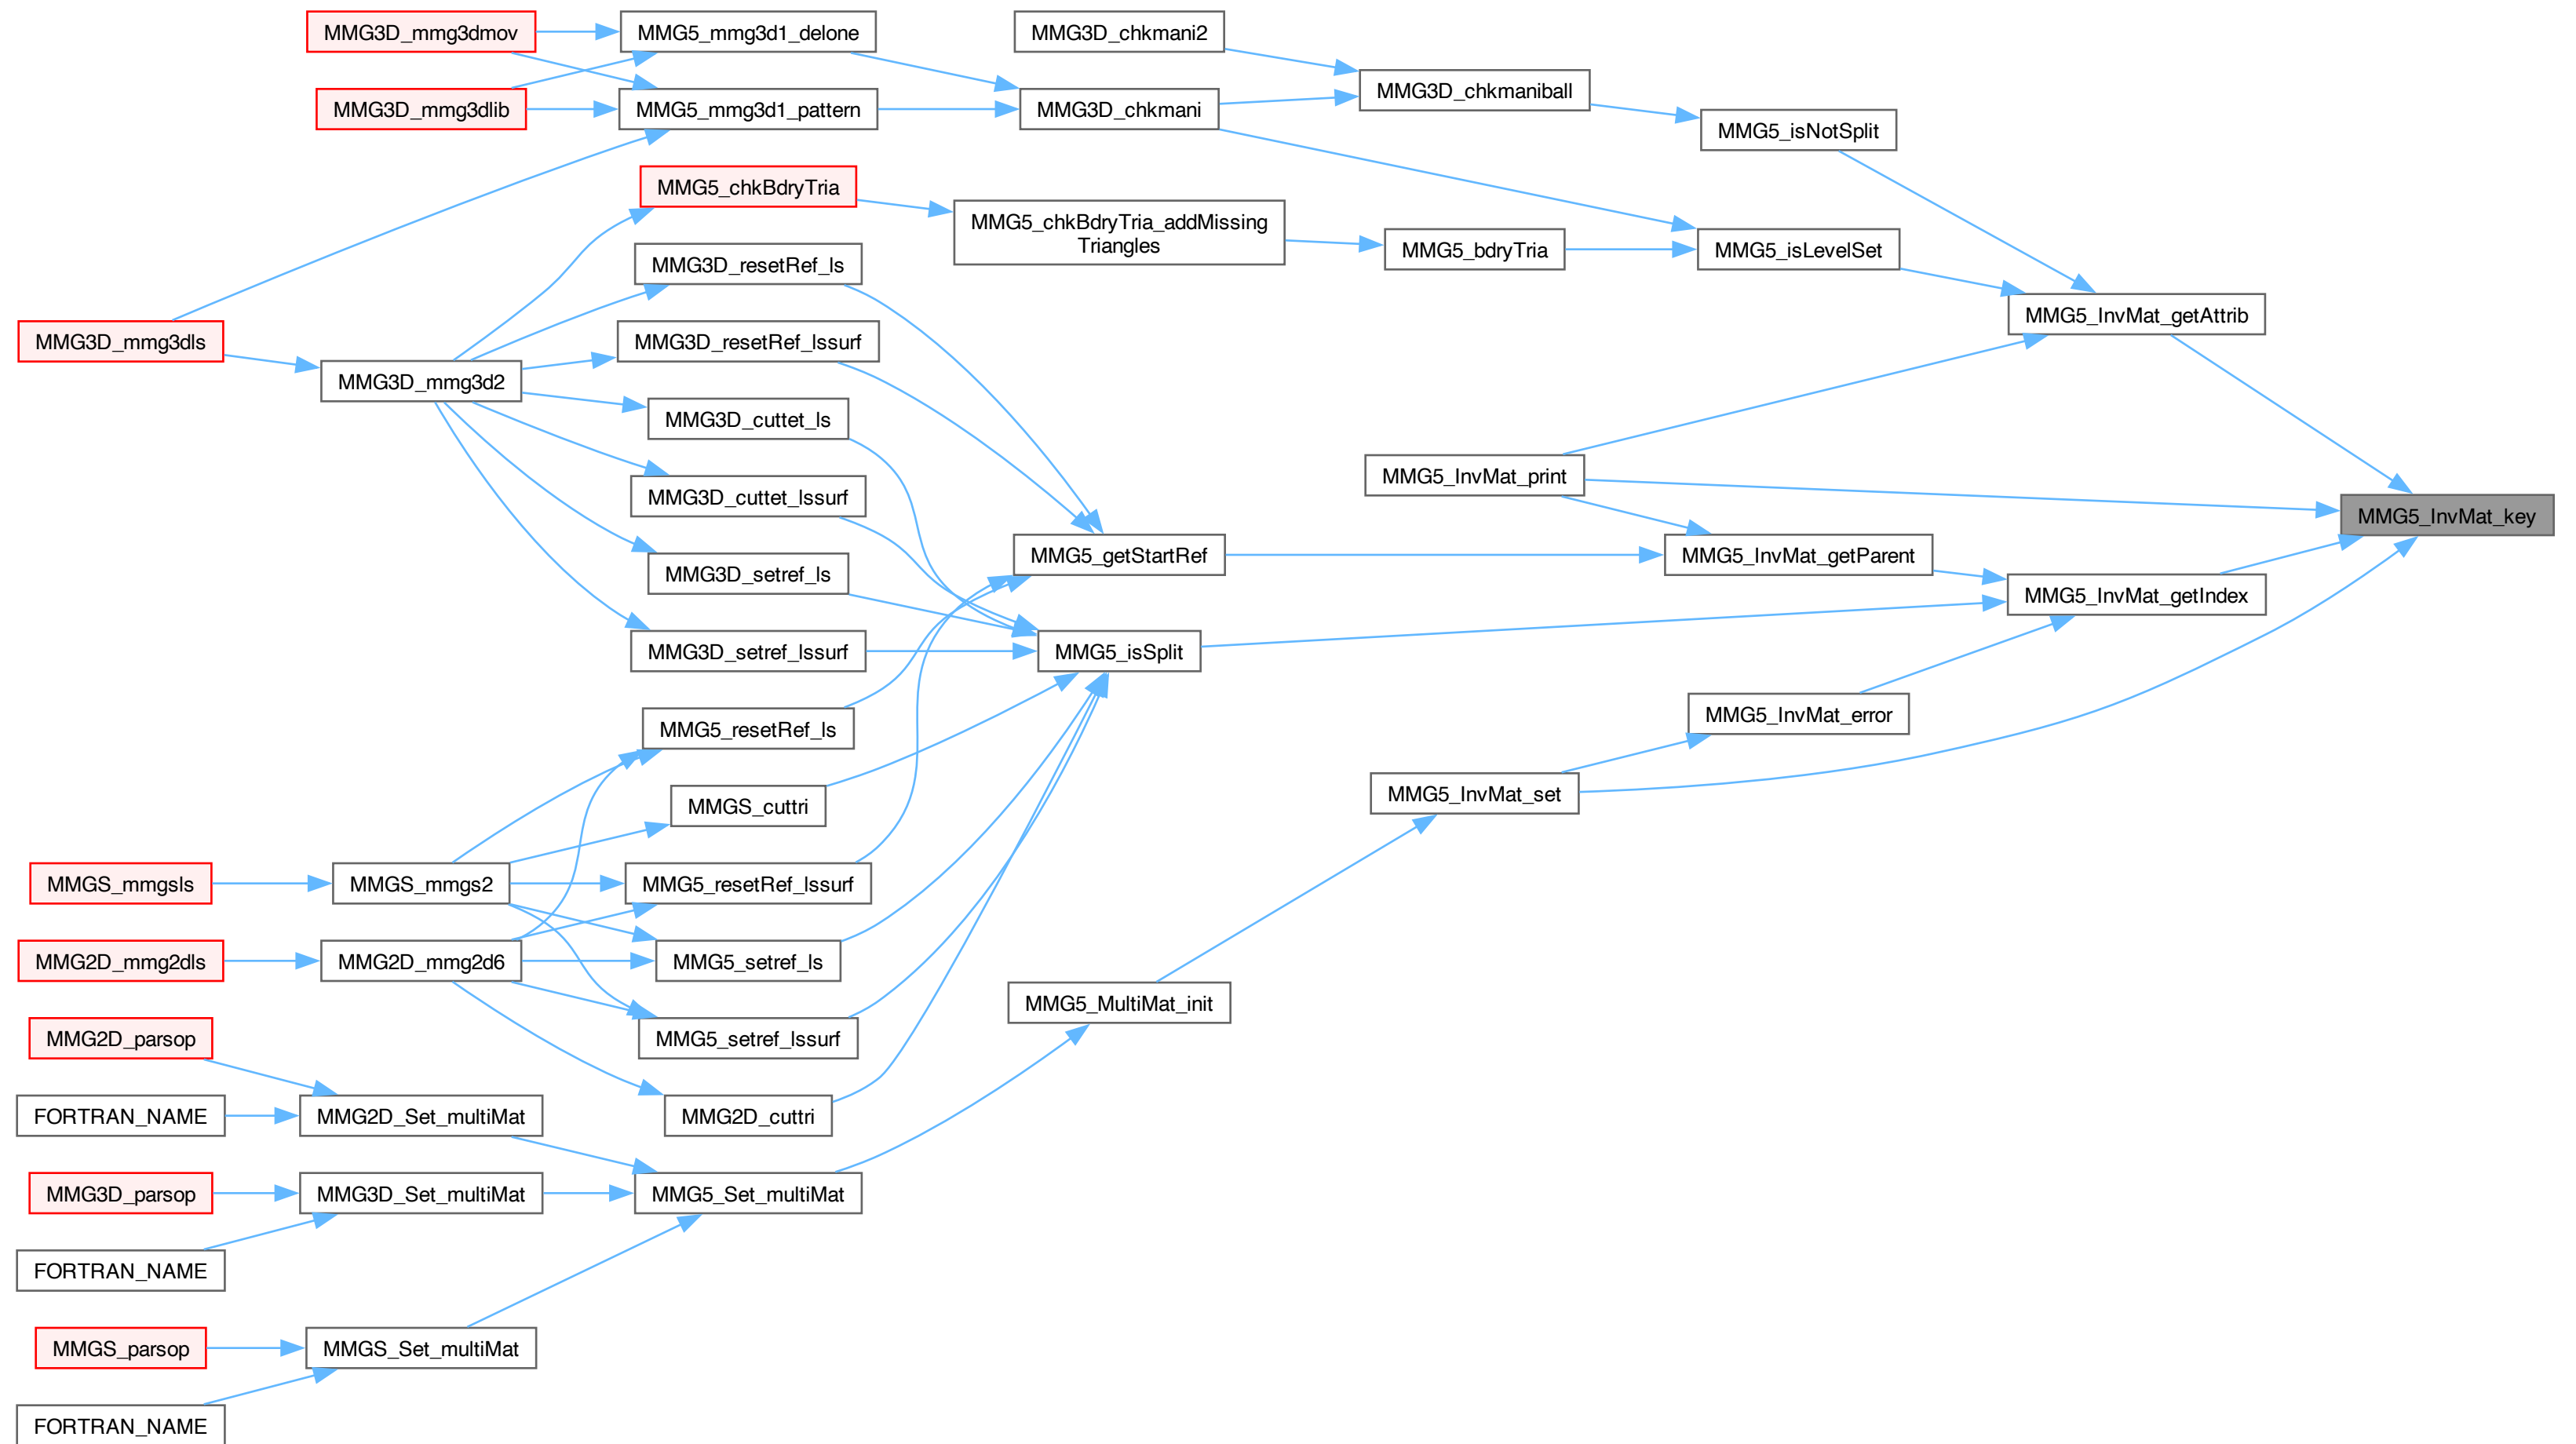 MMG3D_mmg3dmov
MMG5_mmg3d1_delone
MMG3D_chkmani2
MMG3D_chkmaniball
MMG3D_mmg3dlib
MMG5_mmg3d1_pattern
MMG3D_chkmani
MMG5_isNotSplit
MMG5_chkBdryTria
MMG5_chkBdryTria_addMissing
Triangles
MMG5_bdryTria
MMG5_isLevelSet
MMG3D_resetRef_ls
MMG5_InvMat_getAttrib
MMG3D_mmg3dls
MMG3D_resetRef_lssurf
MMG3D_mmg3d2
MMG3D_cuttet_ls
MMG5_InvMat_print
MMG3D_cuttet_lssurf
MMG5_InvMat_key
MMG5_getStartRef
MMG5_InvMat_getParent
MMG3D_setref_ls
MMG5_InvMat_getIndex
MMG3D_setref_lssurf
MMG5_isSplit
MMG5_InvMat_error
MMG5_resetRef_ls
MMG5_InvMat_set
MMGS_cuttri
MMGS_mmgsls
MMGS_mmgs2
MMG5_resetRef_lssurf
MMG2D_mmg2dls
MMG2D_mmg2d6
MMG5_setref_ls
MMG5_MultiMat_init
MMG2D_parsop
MMG5_setref_lssurf
FORTRAN_NAME
MMG2D_Set_multiMat
MMG2D_cuttri
MMG3D_parsop
MMG3D_Set_multiMat
MMG5_Set_multiMat
FORTRAN_NAME
MMGS_parsop
MMGS_Set_multiMat
FORTRAN_NAME